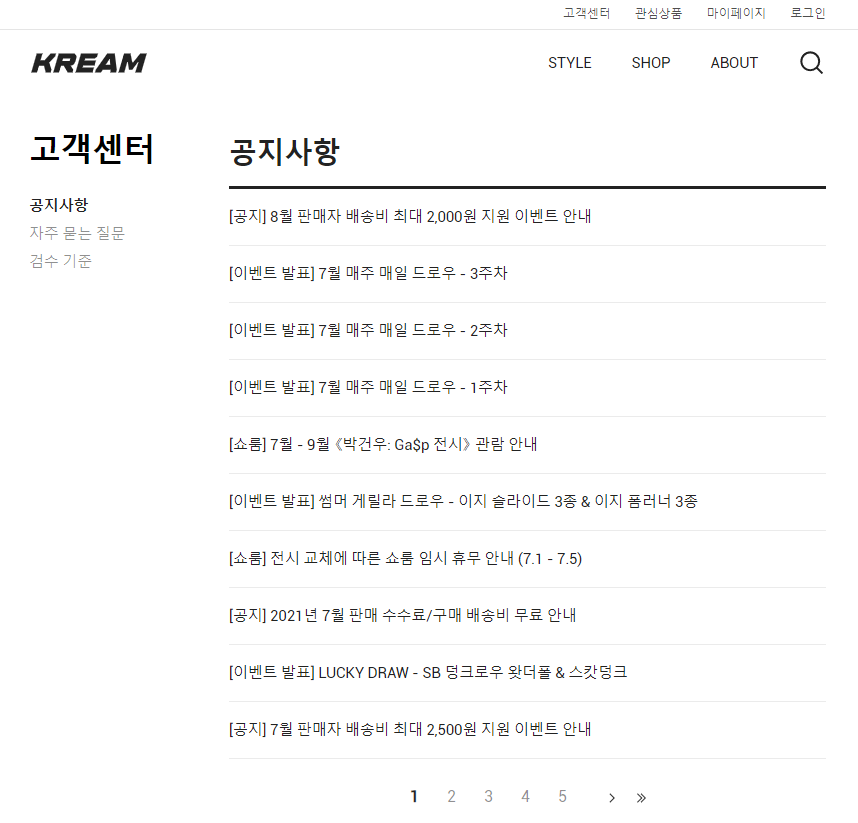 고객센터 관심상품 마이페이지 로그인
KREAM STYLE SHOP ABOUT
고객센터
공지사항
자주 묻는 질문
검수 기준
공지사항
[공지] 8월 판매자 배송비 최대 2,000원 지원 이벤트 안내
[이벤트 발표] 7월 매주 매일 드로우 - 3주차
[이벤트 발표] 7월 매주 매일 드로우 - 2주차
[이벤트 발표] 7월 매주 매일 드로우 - 1주차
[쇼룸] 7월 - 9월 《박건우: Ga$p 전시》 관람 안내
[이벤트 발표] 썸머 게릴라 드로우 - 이지 슬라이드 3종 & 이지 폼러너 3종
[쇼룸] 전시 교체에 따른 쇼룸 임시 휴무 안내 (7.1 - 7.5)
[공지] 2021년 7월 판매 수수료/구매 배송비 무료 안내
[이벤트 발표] LUCKY DRAW - SB 덩크로우 왓더폴 & 스캇덩크
[공지] 7월 판매자 배송비 최대 2,500원 지원 이벤트 안내
1 2 3 4 5 › »